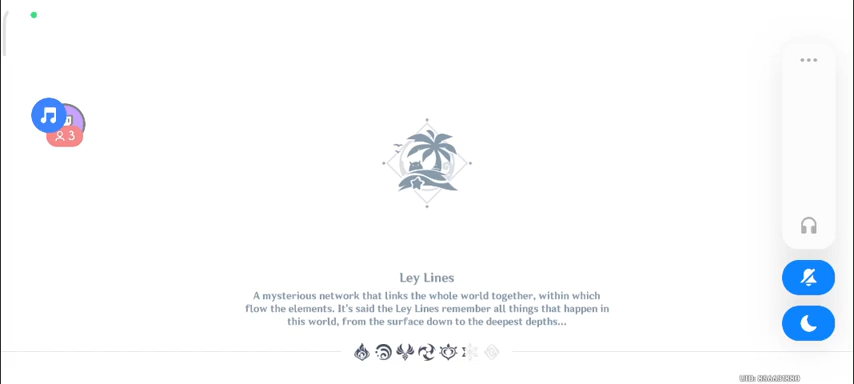 3
Ley Lines
A mysterious network that links the whole world together, within which
flow the elements. It's said the Ley Lines remember all things that happen in
this world, from the surface down to the deepest depths...
UID: